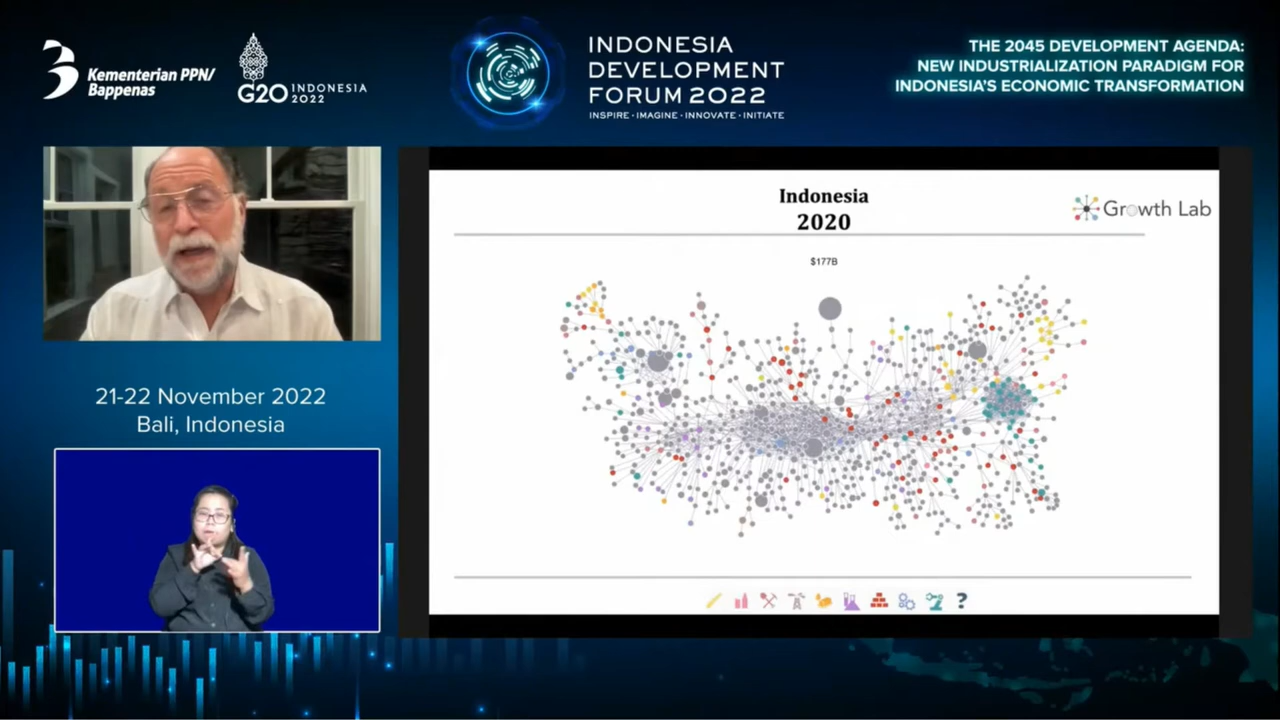 Kementerian PPN/
Bappenas
G20 INDONESIA
2022
INDONESIA
DEVELOPMENT
FORUM 2022
INSPIRE · IMAGINE · INNOVATE · INITIATE
THE 2045 DEVELOPMENT AGENDA:
NEW INDUSTRIALIZATION PARADIGM FOR
INDONESIA'S ECONOMIC TRANSFORMATION
Indonesia
2020
Growth Lab
$177B
?
21-22 November 2022
Bali, Indonesia